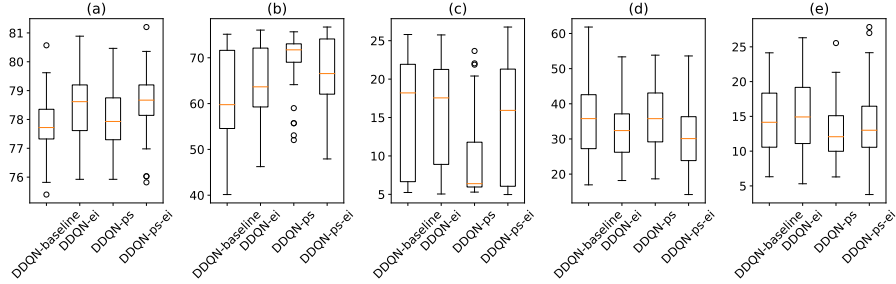 (a)
81
80
79
78
77
76
DDQN-baseline
DDQN-ei
DDQN-ps
DDQN-ps-ei
(b)
70
60
50
40
DDQN-baseline
DDQN-ei
DDQN-ps
DDQN-ps-ei
(c)
25
20
15
10
5
DDQN-baseline
DDQN-ei
DDQN-ps
DDQN-ps-ei
(d)
60
50
40
30
20
DDQN-baseline
DDQN-ei
DDQN-ps
DDQN-ps-ei
(e)
25
20
15
10
5
DDQN-baseline
DDQN-ei
DDQN-ps
DDQN-ps-ei